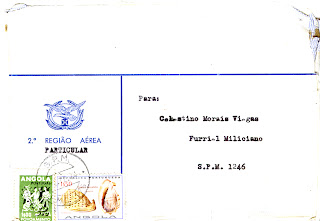 Para:
Celestino Morais Viegas
Furriel Miliciano
S.P.M. 1246
2.ª REGIÃO AÉREA
PARTICULAR
ANGOLA
ANGOLA